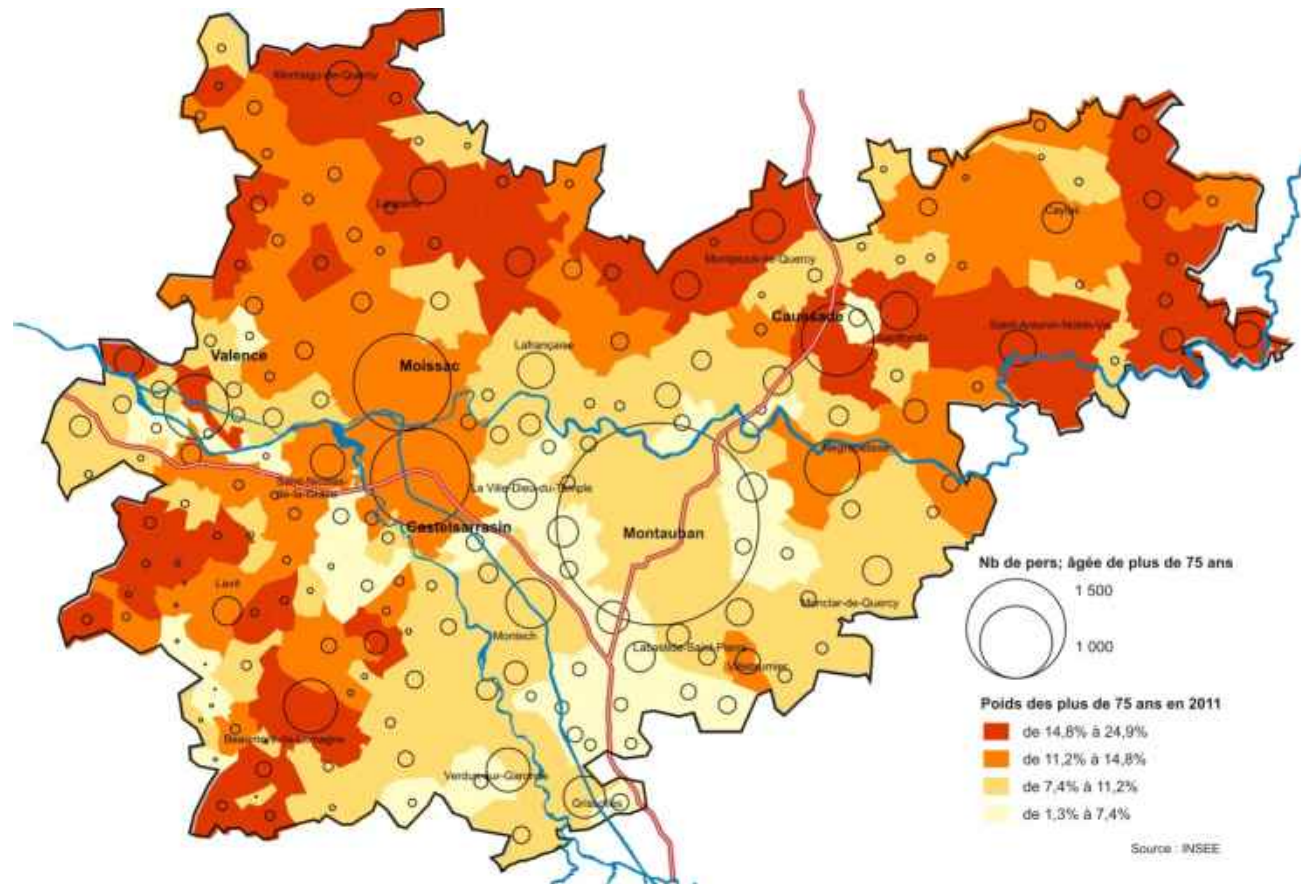 Montaigu-de-Quercy
Lauzerte
Montpezat-de-Quercy
Caylus
Caussade
Septfonds
Saint-Antonin-Noble-Val
Valence
Moissac
Lafrançaise
Nègrepelisse
Saint-Nicolas-
de-la-Grave
La Ville-Dieu-du-Temple
Castelsarrasin
Montauban
Lavit
Monclar-de-Quercy
Montech
Labastide-Saint-Pierre
Villebrumier
Beaumont-de-Lomagne
Verdun-sur-Garonne
Grisolles
Nb de pers; âgée de plus de 75 ans
1 500
1 000
Poids des plus de 75 ans en 2011
de 14,8% à 24,9%
de 11,2% à 14,8%
de 7,4% à 11,2%
de 1,3% à 7,4%
Source : INSEE